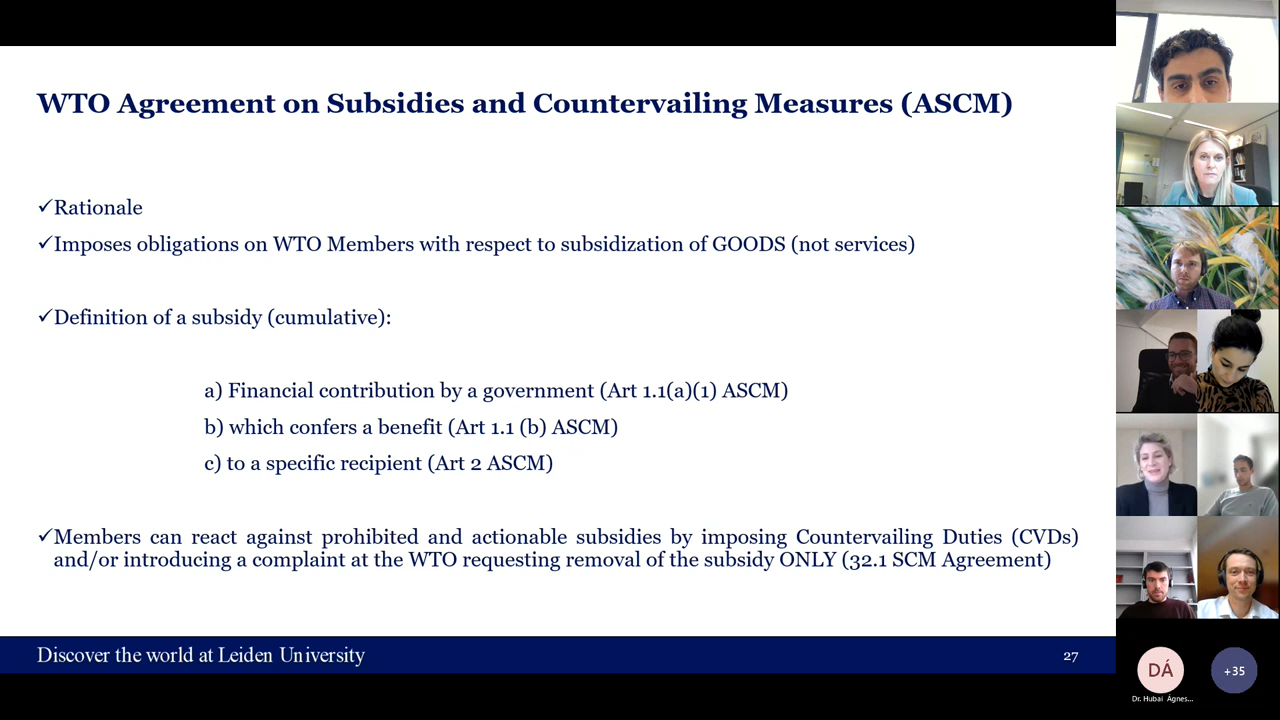 WTO Agreement on Subsidies and Countervailing Measures (ASCM)
✓Rationale
✓Imposes obligations on WTO Members with respect to subsidization of GOODS (not services)
✓Definition of a subsidy (cumulative):
a) Financial contribution by a government (Art 1.1(a)(1) ASCM)
b) which confers a benefit (Art 1.1 (b) ASCM)
c) to a specific recipient (Art 2 ASCM)
✓Members can react against prohibited and actionable subsidies by imposing Countervailing Duties (CVDs)
and/or introducing a complaint at the WTO requesting removal of the subsidy ONLY (32.1 SCM Agreement)
Discover the world at Leiden University
27
DÁ
+35
Dr. Hubai Ágnes...